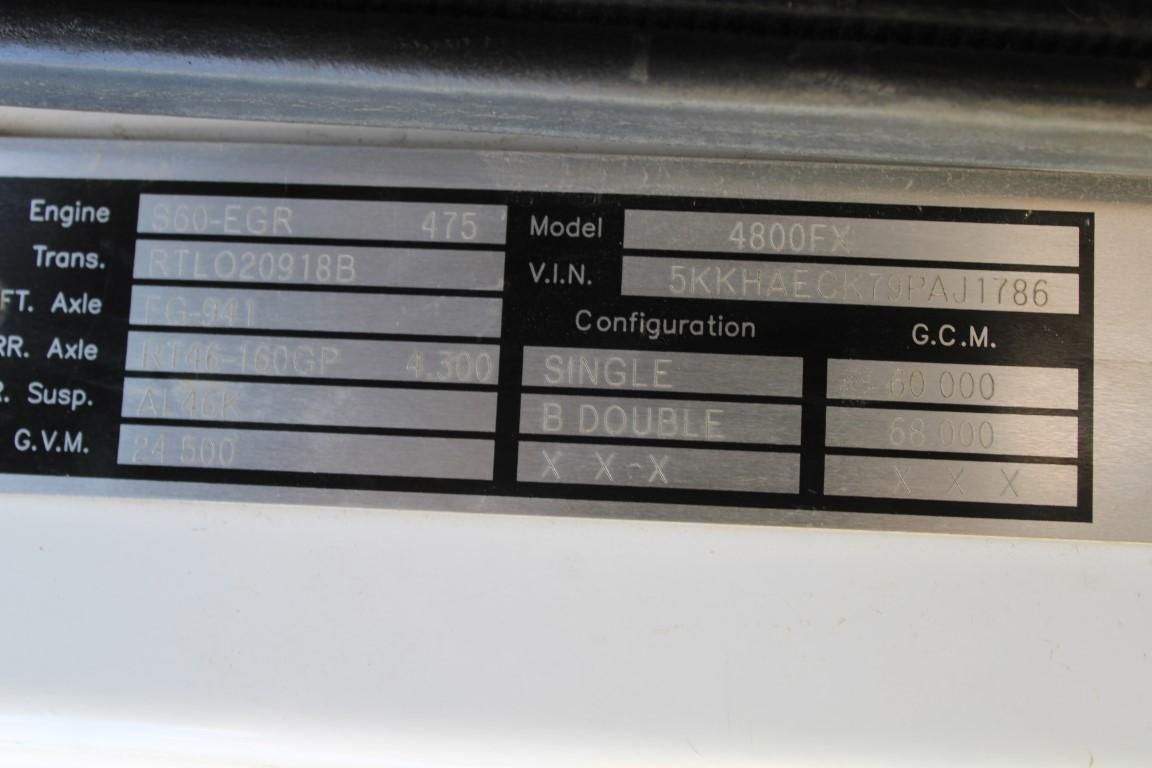 Engine S60-EGR 475
Trans. RTLO20918B
FT. Axle FG-941
RR. Axle RT46-160GP 4.300
R. Susp. AL46K
G.V.M. 24 500
Model 4800FX
V.I.N. 5KKHAECK79PAJ1786
Configuration G.C.M.
SINGLE 60 000
B DOUBLE 68 000
X X X X X X